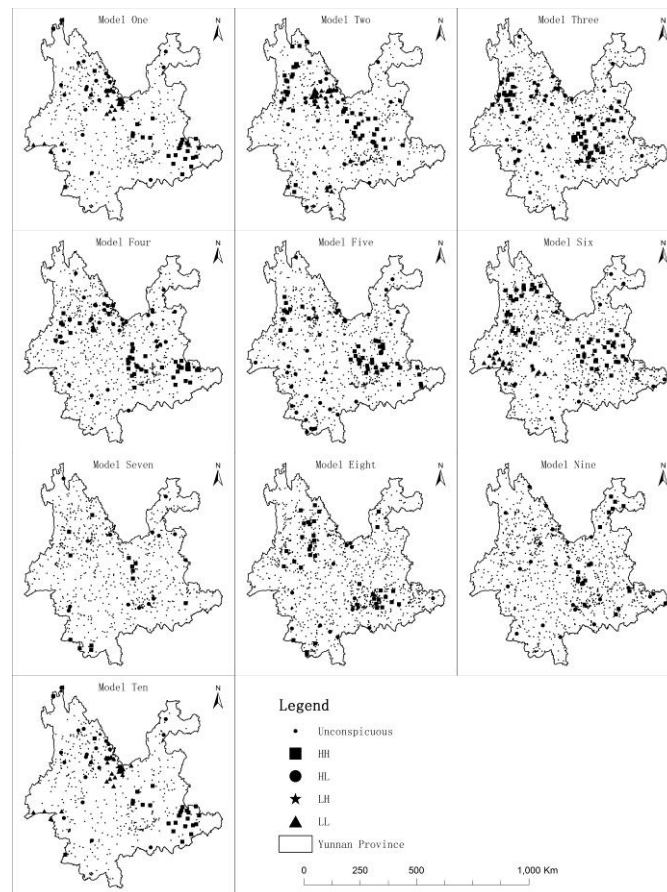 Model One
N
Model Two
N
Model Three
N
Model Four
N
Model Five
N
Model Six
N
Model Seven
N
Model Eight
N
Model Nine
N
Model Ten
N
Legend
Unconspicuous
HH
HL
LH
LL
Yunnan Province
0 250 500 1,000 Km